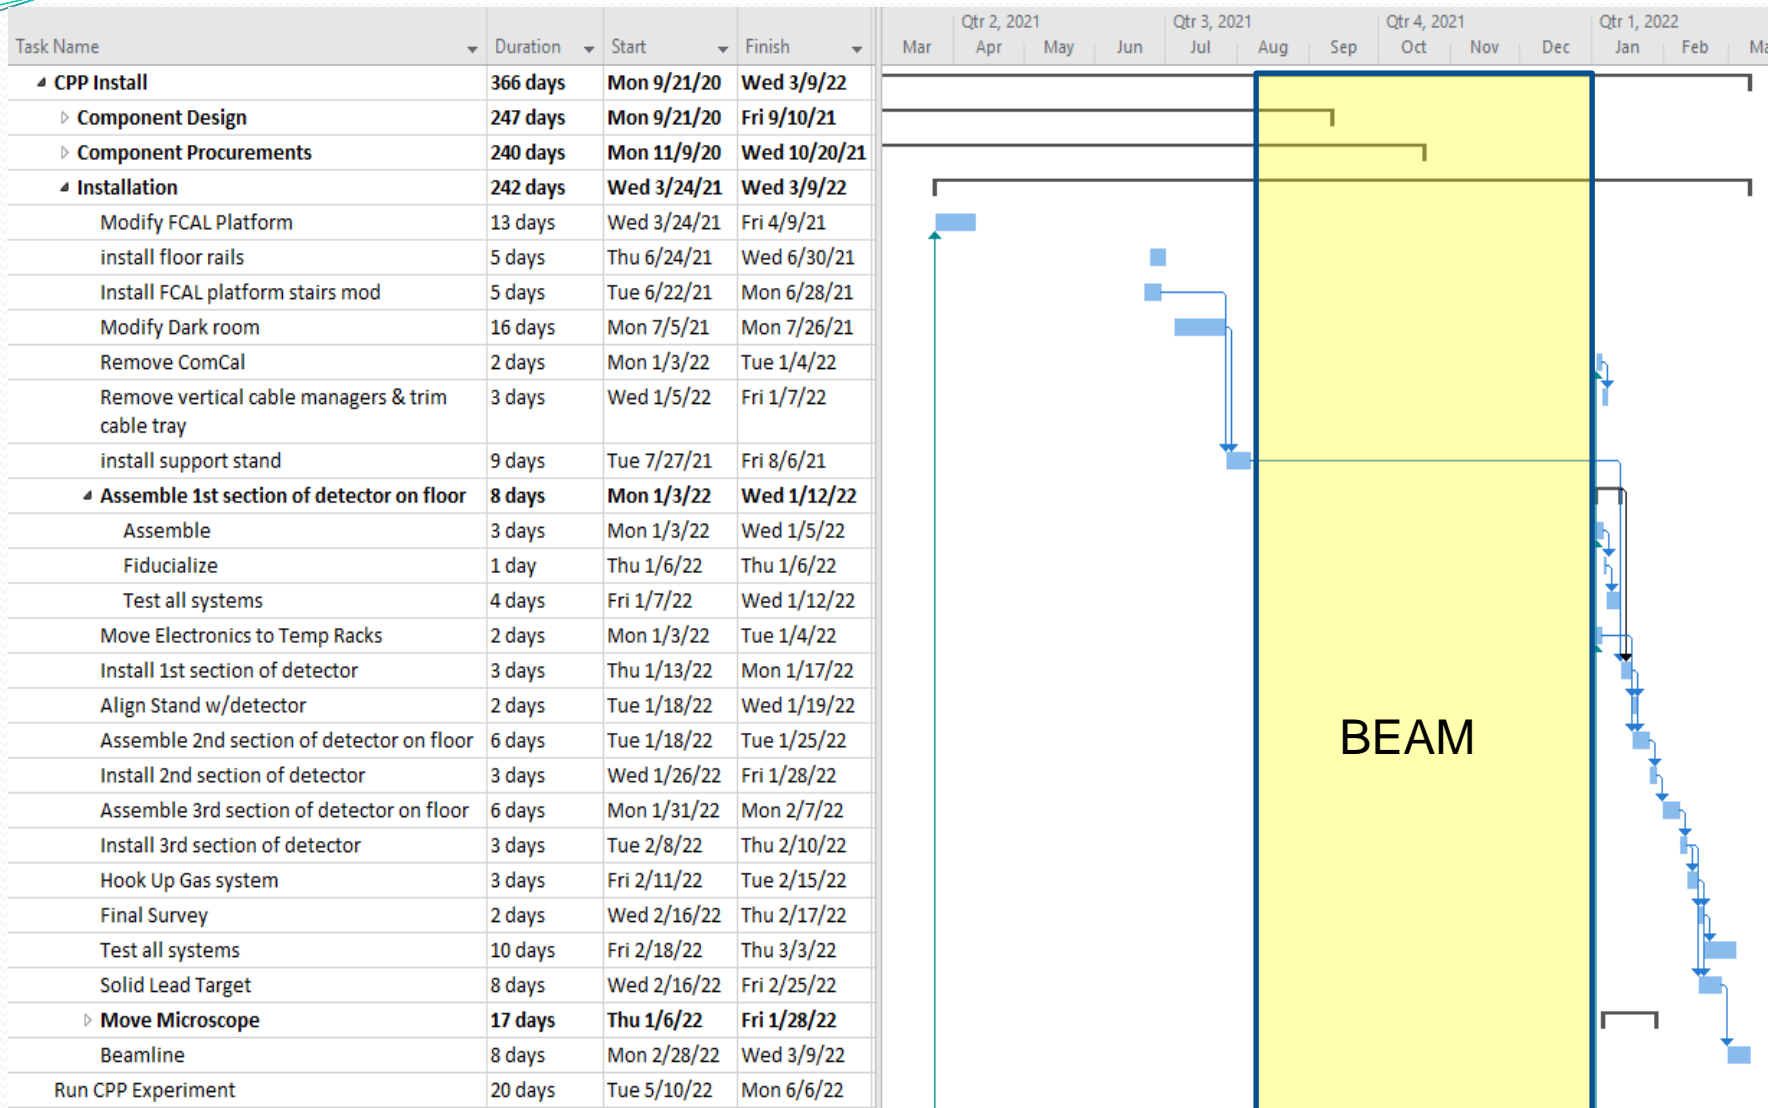 Qtr 2, 2021 Qtr 3, 2021 Qtr 4, 2021 Qtr 1, 2022
Task Name Duration Start Finish Mar Apr May Jun Jul Aug Sep Oct Nov Dec Jan Feb Ma
CPP Install 366 days Mon 9/21/20 Wed 3/9/22
Component Design 247 days Mon 9/21/20 Fri 9/10/21
Component Procurements 240 days Mon 11/9/20 Wed 10/20/21
Installation 242 days Wed 3/24/21 Wed 3/9/22
Modify FCAL Platform 13 days Wed 3/24/21 Fri 4/9/21
install floor rails 5 days Thu 6/24/21 Wed 6/30/21
Install FCAL platform stairs mod 5 days Tue 6/22/21 Mon 6/28/21
Modify Dark room 16 days Mon 7/5/21 Mon 7/26/21
Remove ComCal 2 days Mon 1/3/22 Tue 1/4/22
Remove vertical cable managers & trim 3 days Wed 1/5/22 Fri 1/7/22
cable tray
install support stand 9 days Tue 7/27/21 Fri 8/6/21
Assemble 1st section of detector on floor 8 days Mon 1/3/22 Wed 1/12/22
Assemble 3 days Mon 1/3/22 Wed 1/5/22
Fiducialize 1 day Thu 1/6/22 Thu 1/6/22
Test all systems 4 days Fri 1/7/22 Wed 1/12/22
Move Electronics to Temp Racks 2 days Mon 1/3/22 Tue 1/4/22
Install 1st section of detector 3 days Thu 1/13/22 Mon 1/17/22
Align Stand w/detector 2 days Tue 1/18/22 Wed 1/19/22
Assemble 2nd section of detector on floor 6 days Tue 1/18/22 Tue 1/25/22
BEAM
Install 2nd section of detector 3 days Wed 1/26/22 Fri 1/28/22
Assemble 3rd section of detector on floor 6 days Mon 1/31/22 Mon 2/7/22
Install 3rd section of detector 3 days Tue 2/8/22 Thu 2/10/22
Hook Up Gas system 3 days Fri 2/11/22 Tue 2/15/22
Final Survey 2 days Wed 2/16/22 Thu 2/17/22
Test all systems 10 days Fri 2/18/22 Thu 3/3/22
Solid Lead Target 8 days Wed 2/16/22 Fri 2/25/22
Move Microscope 17 days Thu 1/6/22 Fri 1/28/22
Beamline 8 days Mon 2/28/22 Wed 3/9/22
Run CPP Experiment 20 days Tue 5/10/22 Mon 6/6/22